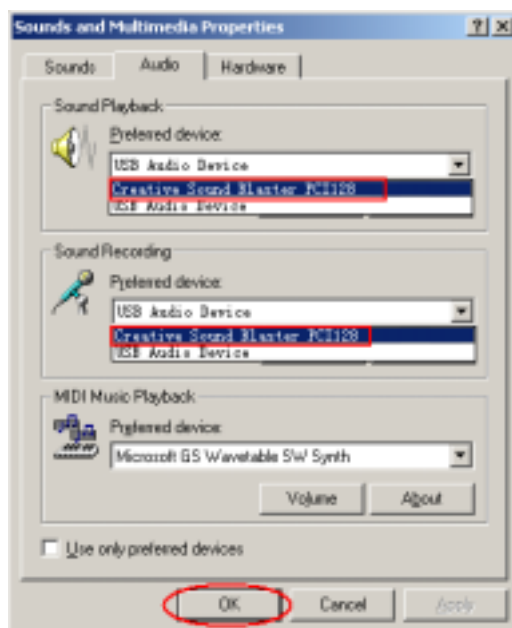 Sounds and Multimedia Properties
Sounds Audio Hardware
Sound Playback
Preferred device:
USB Audio Device
Creative Sound Blaster PCI128
USB Audio Device
Sound Recording
Preferred device:
USB Audio Device
Creative Sound Blaster PCI128
USB Audio Device
MIDI Music Playback
Preferred device:
Microsoft GS Wavetable SW Synth
Volume About
Use only preferred devices
OK Cancel Apply